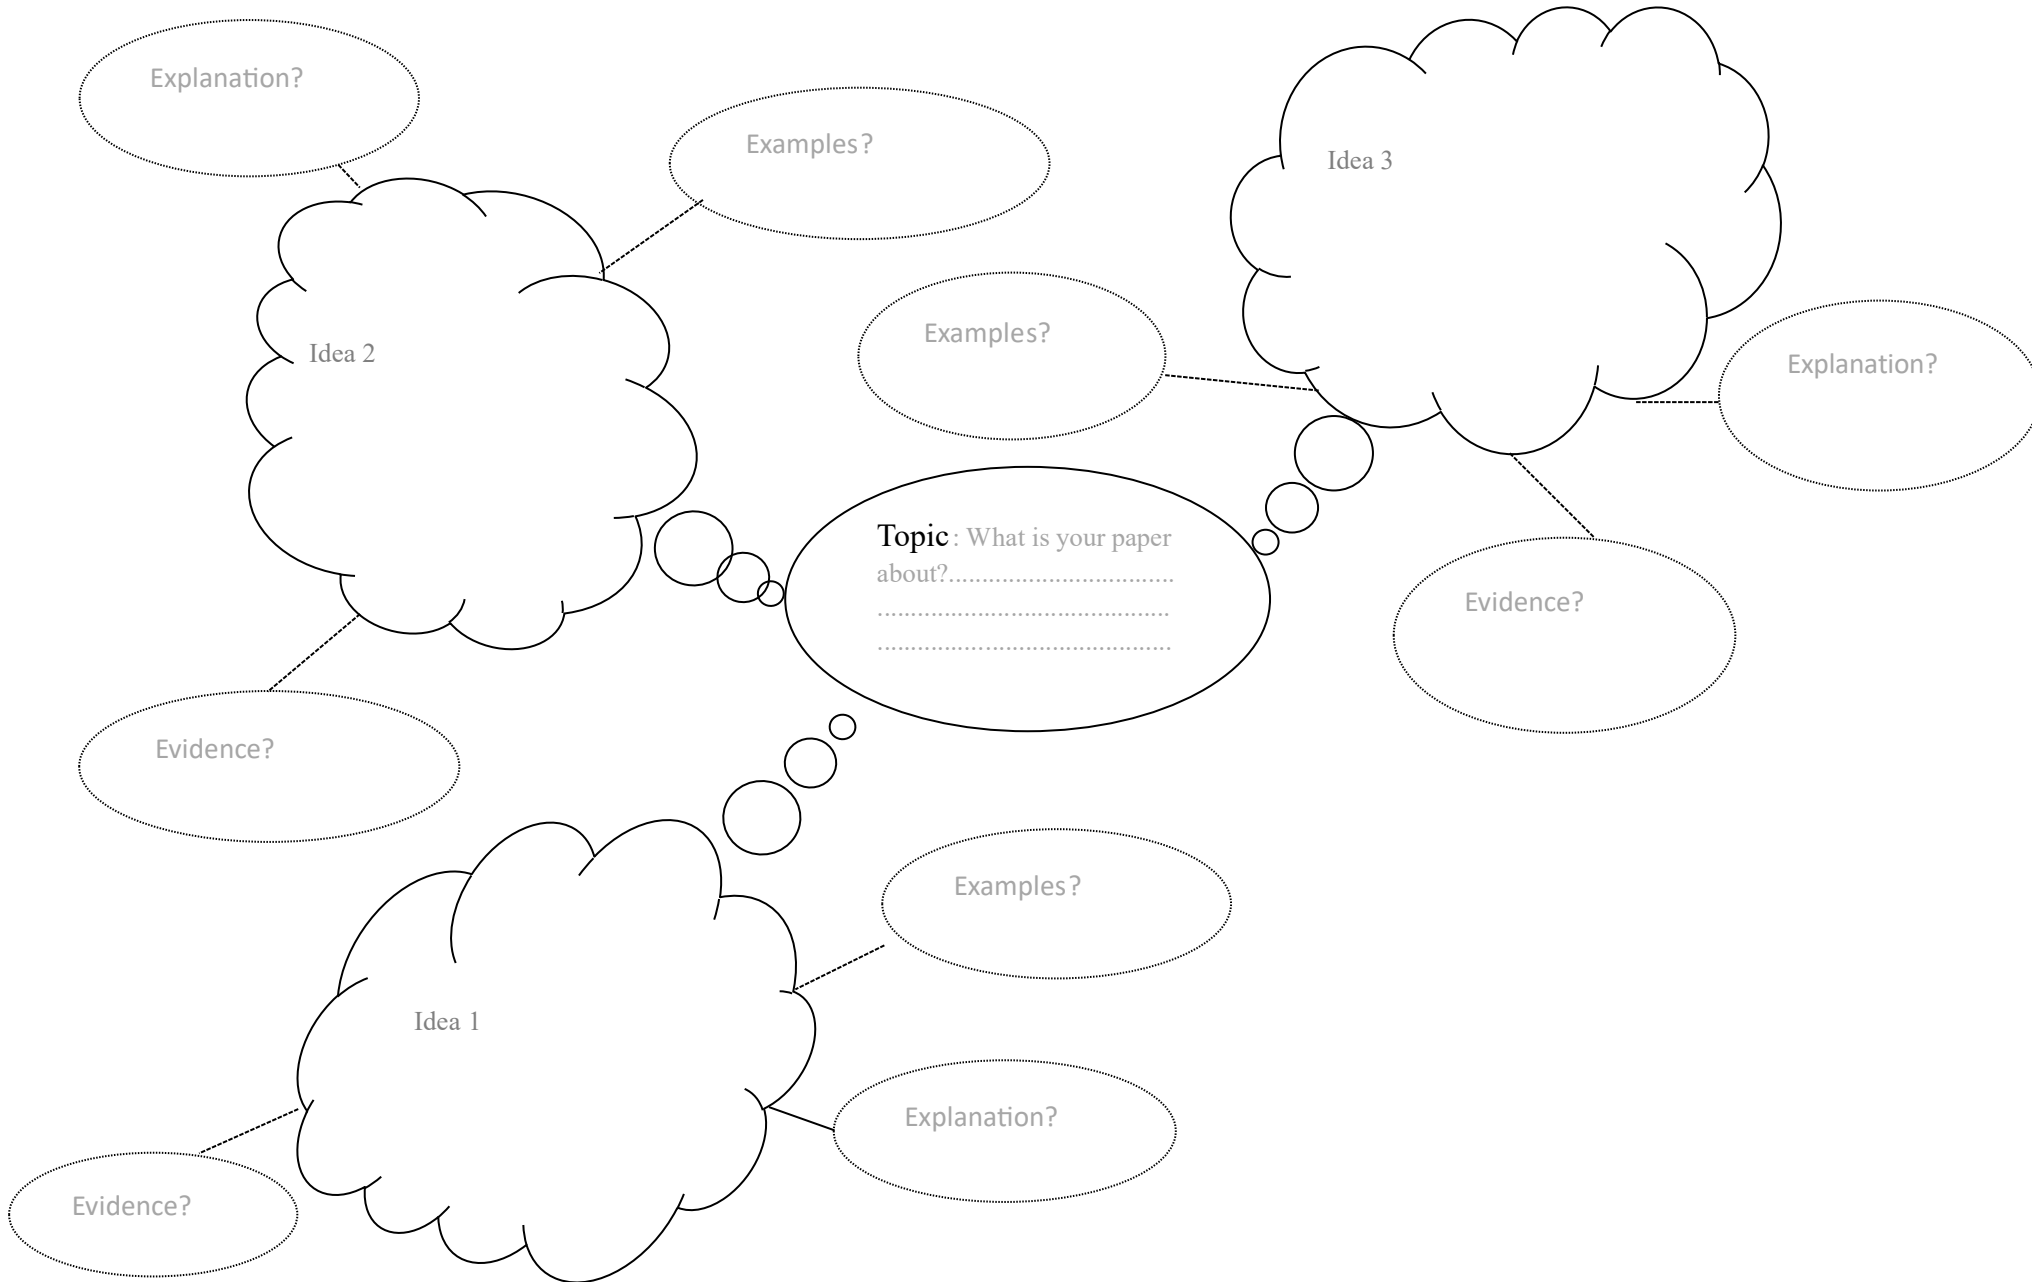 Explanation?
Examples?
Idea 3
Examples?
Idea 2
Explanation?
Topic: What is your paper
about?..................................
............................................
............................................
Evidence?
Evidence?
Examples?
Idea 1
Explanation?
Evidence?